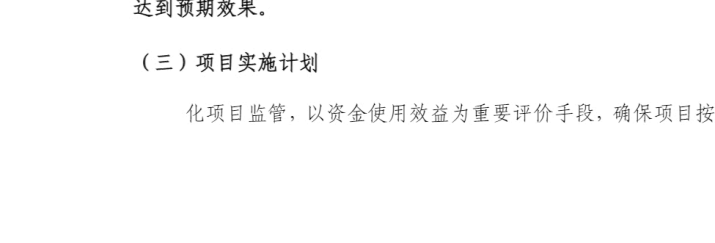 达到预期效果。
（三）项目实施计划
化项目监管，以资金使用效益为重要评价手段，确保项目按